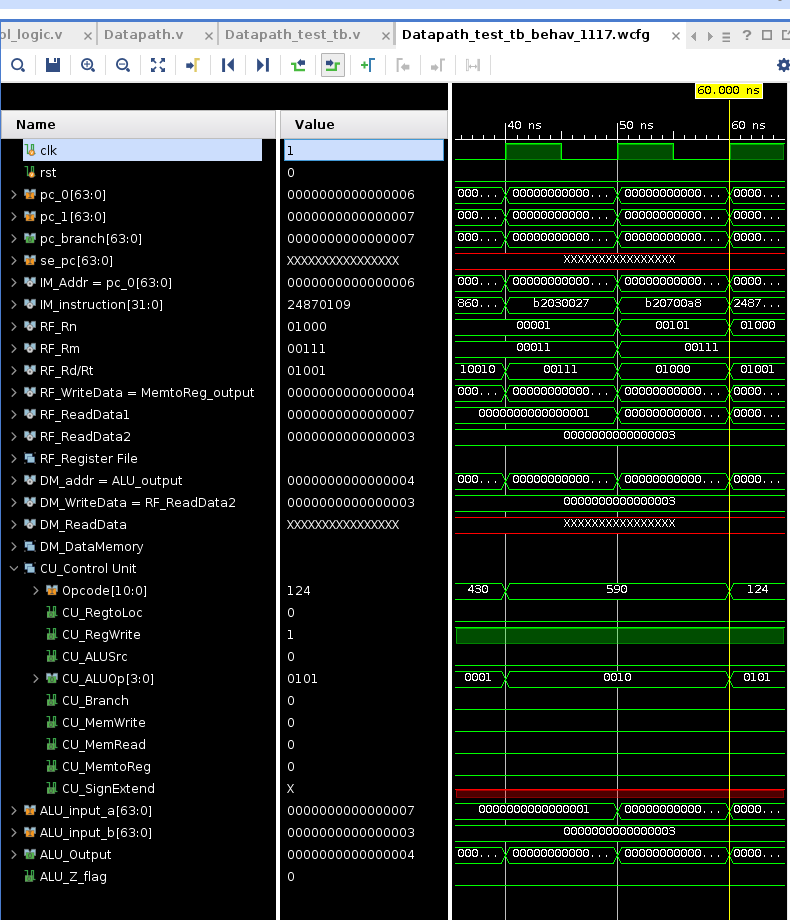 ol_logic.v × Datapath.v × Datapath_test_tb.v × Datapath_test_tb_behav_1117.wcfg ×
60.000 ns
Name Value 40 ns 50 ns 60 ns
clk 1
rst 0
pc_0[63:0] 0000000000000006 000... 00000000000... 00000000000... 0000...
pc_1[63:0] 0000000000000007 000... 00000000000... 00000000000... 0000...
pc_branch[63:0] 0000000000000007 000... 00000000000... 00000000000... 0000...
se_pc[63:0] XXXXXXXXXXXXXXXX XXXXXXXXXXXXXXXX
IM_Addr = pc_0[63:0] 0000000000000006 000... 00000000000... 00000000000... 0000...
IM_instruction[31:0] 24870109 860... b2030027 b20700a8 2487...
RF_Rn 01000 00001 00101 01000
RF_Rm 00111 00011 00111
RF_Rd/Rt 01001 10010 00111 01000 01001
RF_WriteData = MemtoReg_output 0000000000000004 000... 00000000000... 00000000000... 0000...
RF_ReadData1 0000000000000007 0000000000000001 00000000000... 0000...
RF_ReadData2 0000000000000003 0000000000000003
RF_Register File
DM_addr = ALU_output 0000000000000004 000... 00000000000... 00000000000... 0000...
DM_WriteData = RF_ReadData2 0000000000000003 0000000000000003
DM_ReadData XXXXXXXXXXXXXXXX XXXXXXXXXXXXXXXX
DM_DataMemory
CU_Control Unit
Opcode[10:0] 124 430 590 124
CU_RegtoLoc 0
CU_RegWrite 1
CU_ALUSrc 0
CU_ALUOp[3:0] 0101 0001 0010 0101
CU_Branch 0
CU_MemWrite 0
CU_MemRead 0
CU_MemtoReg 0
CU_SignExtend X
ALU_input_a[63:0] 0000000000000007 0000000000000001 00000000000... 0000...
ALU_input_b[63:0] 0000000000000003 0000000000000003
ALU_Output 0000000000000004 000... 00000000000... 00000000000... 0000...
ALU_Z_flag 0